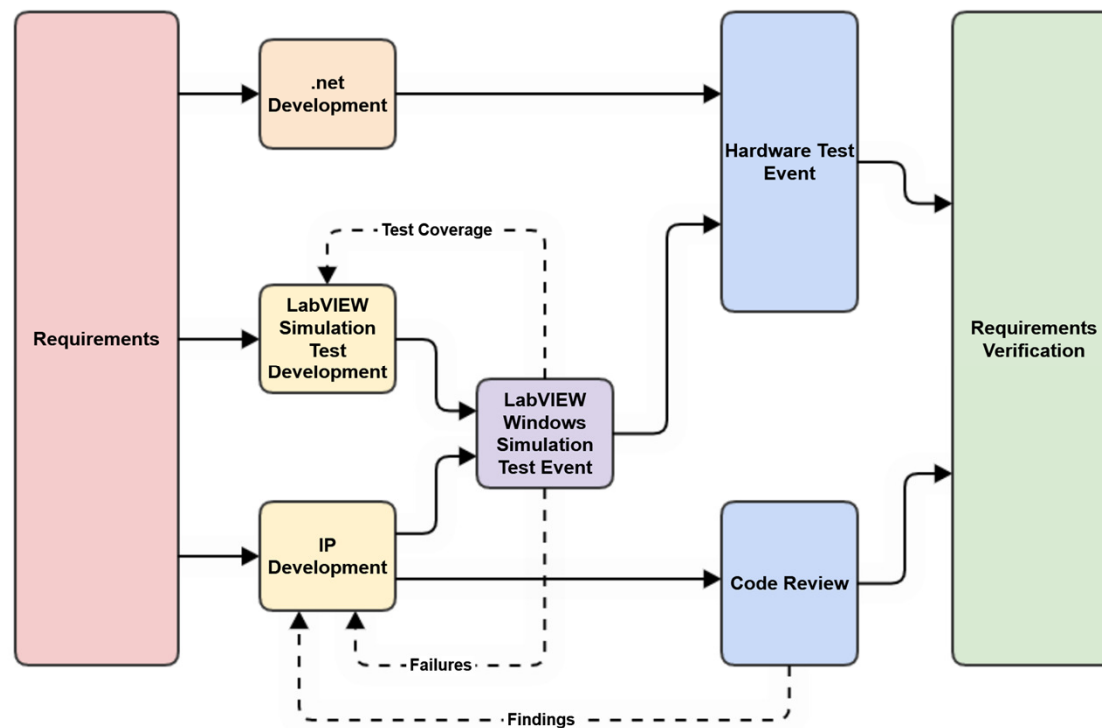 Requirements
.net
Development
Hardware Test
Event
Test Coverage
LabVIEW
Simulation
Test
Development
LabVIEW
Windows
Simulation
Test Event
Requirements
Verification
IP
Development
Code Review
Failures
Findings